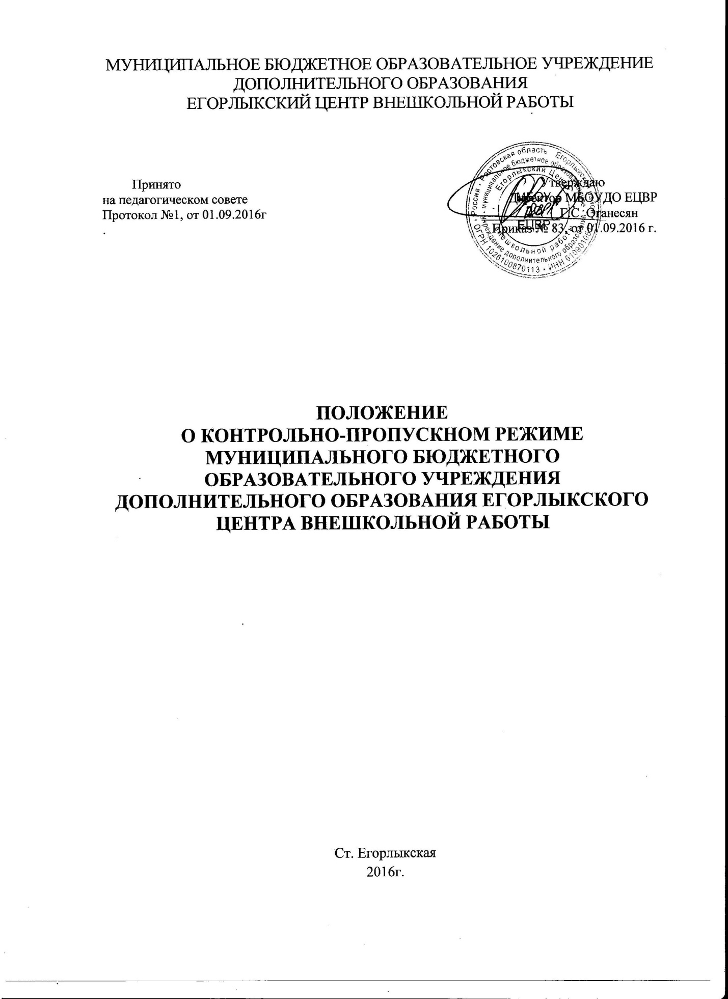 МУНИЦИПАЛЬНОЕ БЮДЖЕТНОЕ ОБРАЗОВАТЕЛЬНОЕ УЧРЕЖДЕНИЕ
ДОПОЛНИТЕЛЬНОГО ОБРАЗОВАНИЯ
ЕГОРЛЫКСКИЙ ЦЕНТР ВНЕШКОЛЬНОЙ РАБОТЫ
Принято
на педагогическом совете
Протокол №1, от 01.09.2016г
.
Утверждаю
Директор МБОУДО ЕЦВР
Г.С. Оганесян
Приказ № 83, от 01.09.2016 г.
Россия • Ростовская область Егорлыкский
ОГРН 1026100870113 • ИНН
муниципальное бюджетное образовательное
учреждение дополнительного образования
Егорлыкский Центр
внешкольной работы
МБОУ
ДО
ЕЦВР
ПОЛОЖЕНИЕ
О КОНТРОЛЬНО-ПРОПУСКНОМ РЕЖИМЕ
МУНИЦИПАЛЬНОГО БЮДЖЕТНОГО
ОБРАЗОВАТЕЛЬНОГО УЧРЕЖДЕНИЯ
ДОПОЛНИТЕЛЬНОГО ОБРАЗОВАНИЯ ЕГОРЛЫКСКОГО
ЦЕНТРА ВНЕШКОЛЬНОЙ РАБОТЫ
Ст. Егорлыкская
2016г.